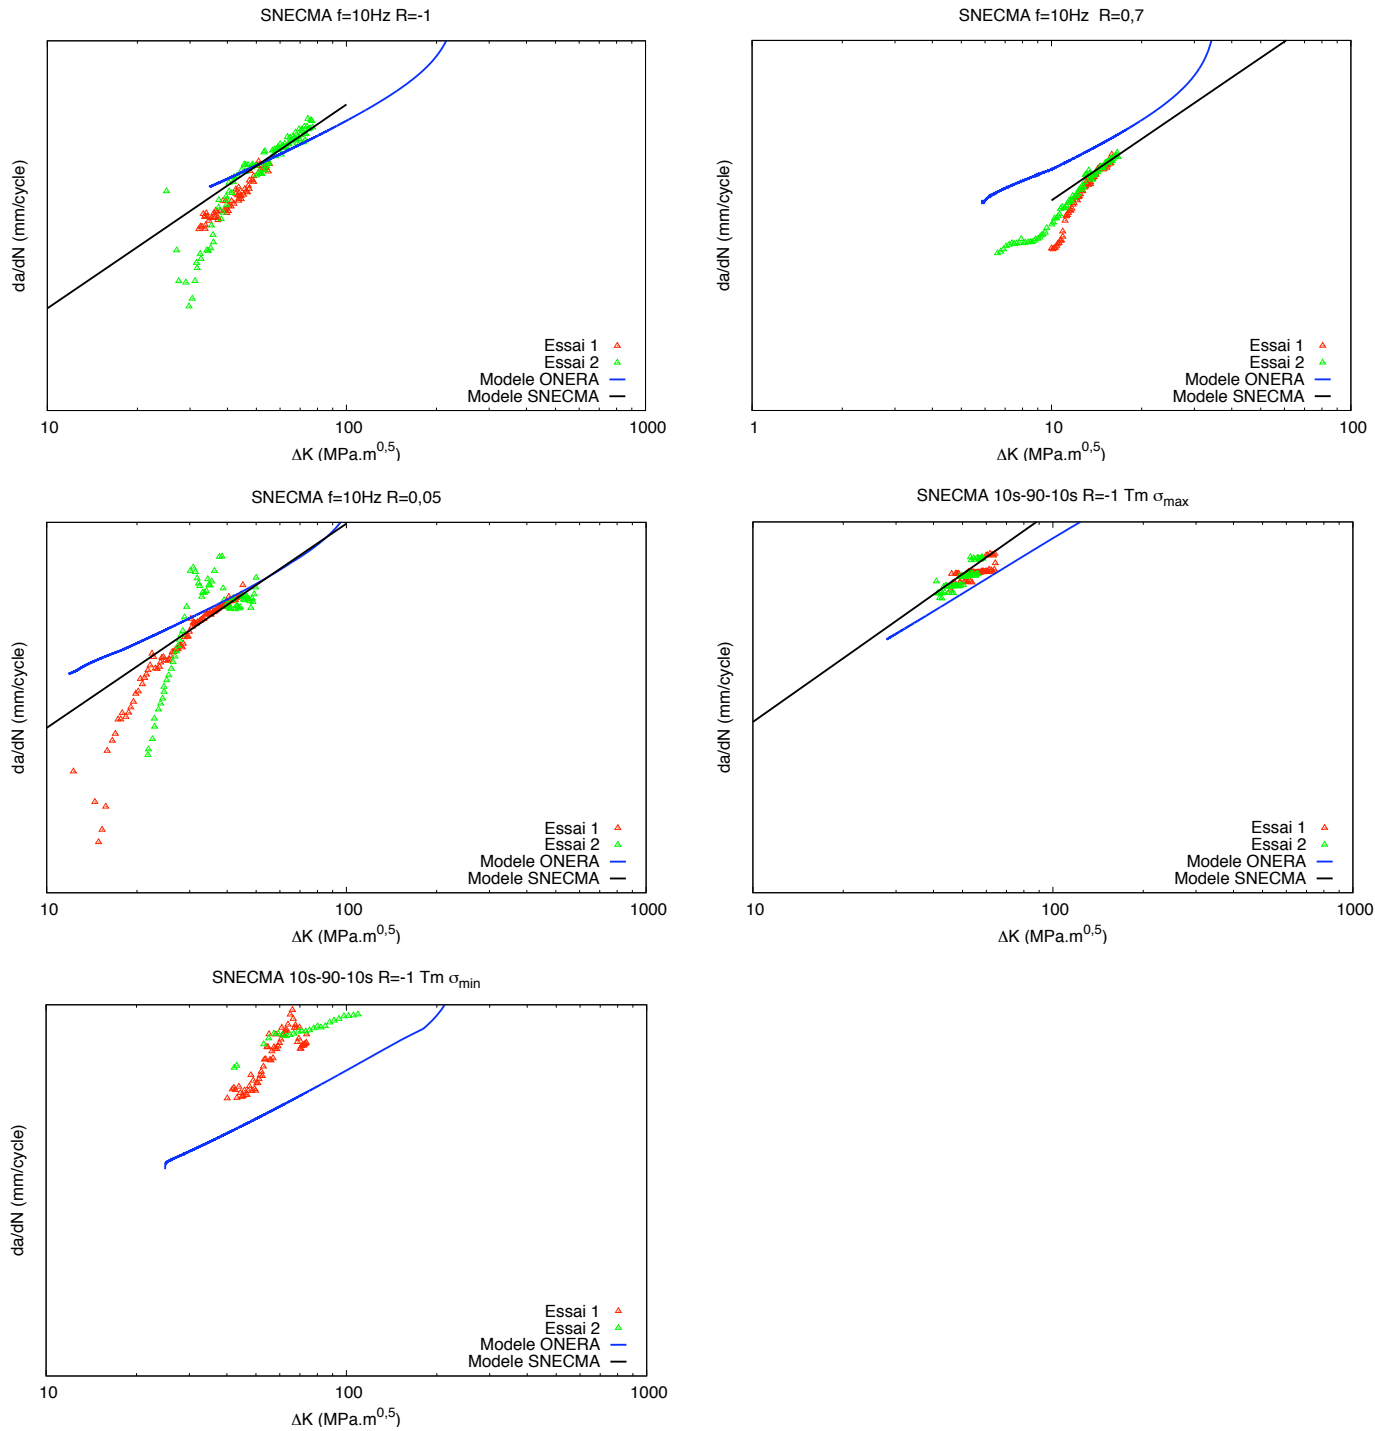 SNECMA f=10Hz R=-1
da/dN (mm/cycle)
Essai 1
Essai 2
Modele ONERA
Modele SNECMA
10 100 1000
ΔK (MPa.m^0,5)
SNECMA f=10Hz R=0,7
da/dN (mm/cycle)
Essai 1
Essai 2
Modele ONERA
Modele SNECMA
1 10 100
ΔK (MPa.m^0,5)
SNECMA f=10Hz R=0,05
da/dN (mm/cycle)
Essai 1
Essai 2
Modele ONERA
Modele SNECMA
10 100 1000
ΔK (MPa.m^0,5)
SNECMA 10s-90-10s R=-1 Tm σmax
da/dN (mm/cycle)
Essai 1
Essai 2
Modele ONERA
Modele SNECMA
10 100 1000
ΔK (MPa.m^0,5)
SNECMA 10s-90-10s R=-1 Tm σmin
da/dN (mm/cycle)
Essai 1
Essai 2
Modele ONERA
Modele SNECMA
10 100 1000
ΔK (MPa.m^0,5)